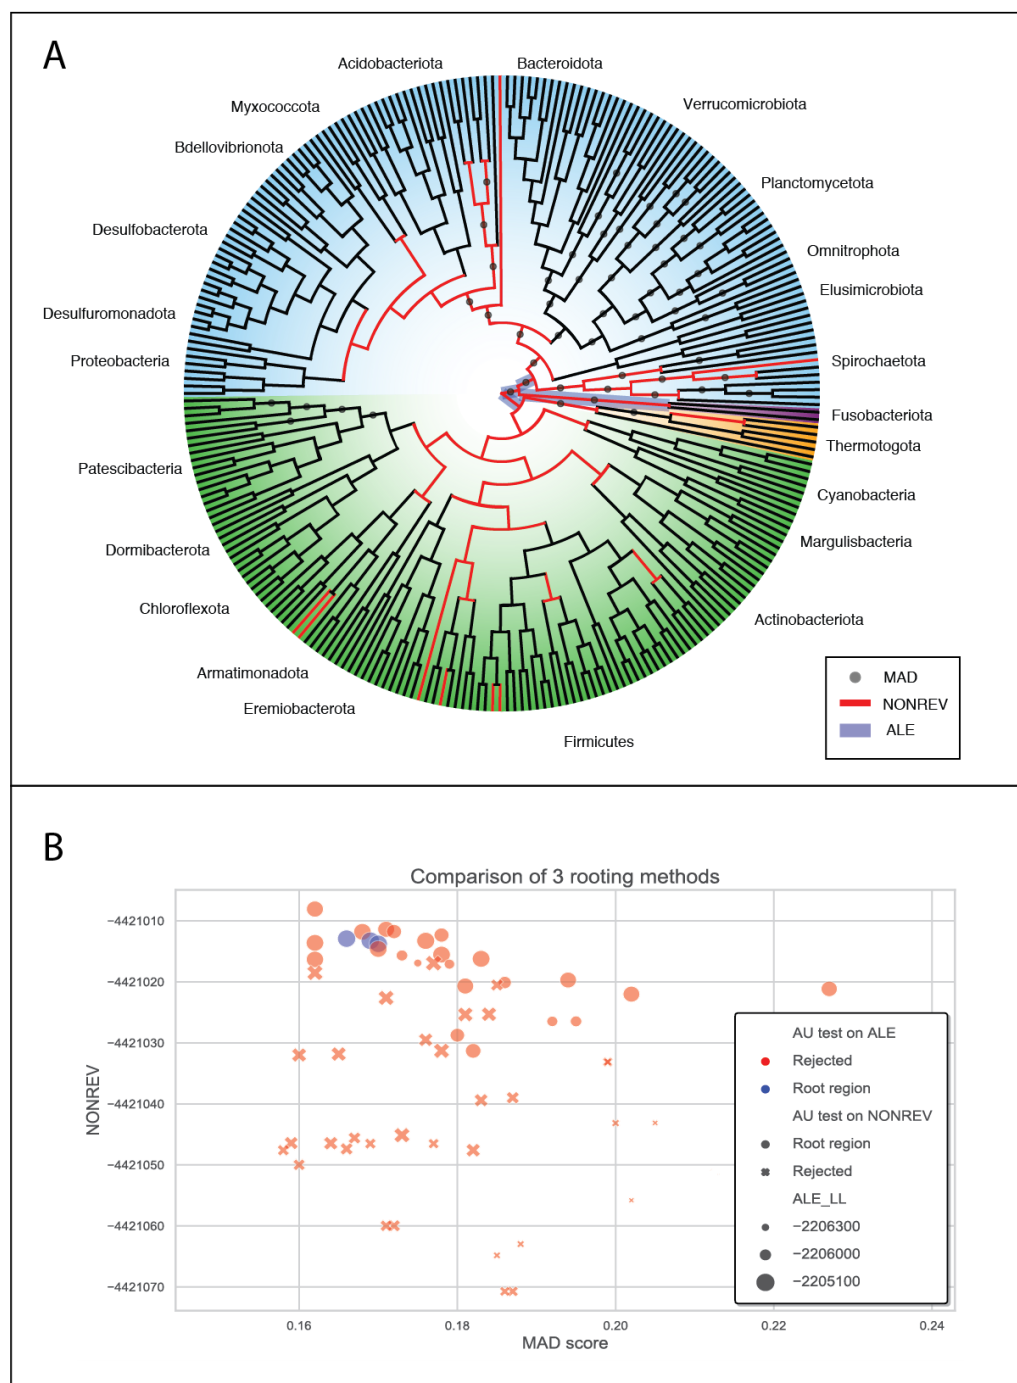 A
Acidobacteriota
Bacteroidota
Myxococcota
Verrucomicrobiota
Bdellovibrionota
Planctomycetota
Desulfobacterota
Omnitrophota
Elusimicrobiota
Desulfuromonadota
Proteobacteria
Spirochaetota
Fusobacteriota
Thermotogota
Patescibacteria
Cyanobacteria
Margulisbacteria
Dormibacterota
Chloroflexota
Actinobacteriota
Armatimonadota
Eremiobacterota
Firmicutes
MAD
NONREV
ALE
B
Comparison of 3 rooting methods
NONREV
−4421010
−4421020
−4421030
−4421040
−4421050
−4421060
−4421070
AU test on ALE
Rejected
Root region
AU test on NONREV
Root region
Rejected
ALE_LL
−2206300
−2206000
−2205100
0.16
0.18
0.20
0.22
0.24
MAD score